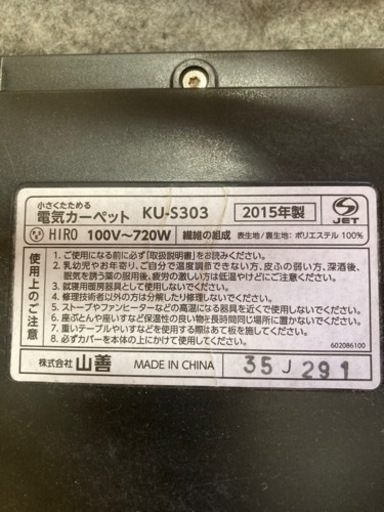 小さくたためる
電気カーペット KU-S303 2015年製
JET
HIRO 100V～720W 繊維の組成 表生地/裏生地:ポリエステル 100%
使用上のご注意
1.ご使用になる前に必ず『取扱説明書』をお読みください。
2.乳幼児やお年寄り、ご自分で温度調節できない方、皮ふの弱い方、深酒後、
眠気を誘う薬の服用後、疲労の激しい方は低温やけどにご注意ください。
3.就寝用暖房器具として使用しないでください。
4.修理技術者以外の方は分解したり修理しないでください。
5.ストーブやファンヒーターなどの高温になる器具を近くで使用しないでください。
6.座ぶとんや座いすなど保温性の良い物を長時間同じ場所に置かないでください。
7.重いテーブルやいすなどを使用する際はあて板を施してください。
8.必ずカバーを本体の上にかけて使用してください。
602086100
株式会社 山善 MADE IN CHINA 35 J 291